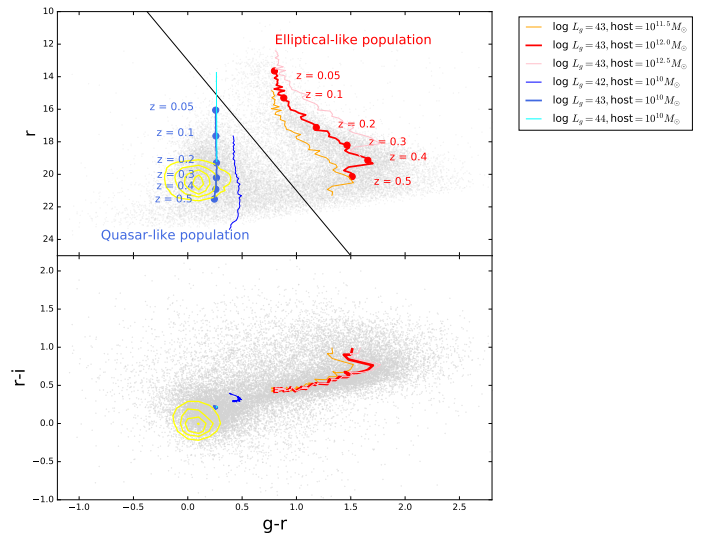 10
12
14
16
18
20
22
24
r
Elliptical-like population
z = 0.05
z = 0.1
z = 0.2
z = 0.3
z = 0.4
z = 0.5
z = 0.05
z = 0.1
z = 0.2
z = 0.3
z = 0.4
z = 0.5
Quasar-like population
log L_g = 43, host = 10^{11.5} M_⊙
log L_g = 43, host = 10^{12.0} M_⊙
log L_g = 43, host = 10^{12.5} M_⊙
log L_g = 42, host = 10^{10} M_⊙
log L_g = 43, host = 10^{10} M_⊙
log L_g = 44, host = 10^{10} M_⊙
2.0
1.5
1.0
0.5
0.0
−0.5
−1.0
r-i
−1.0 −0.5 0.0 0.5 1.0 1.5 2.0 2.5
g-r